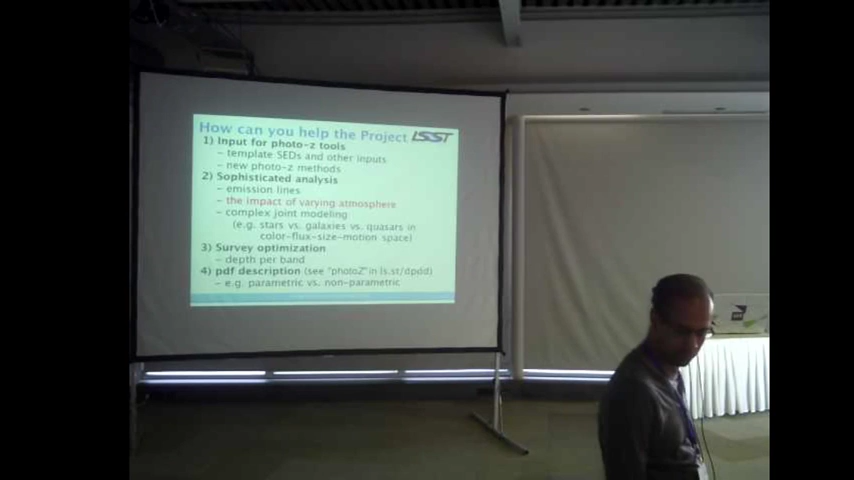 How can you help the Project LSST
1) Input for photo-z tools
– template SEDs and other inputs
– new photo-z methods
2) Sophisticated analysis
– emission lines
– the impact of varying atmosphere
– complex joint modeling
(e.g. stars vs. galaxies vs. quasars in
color-flux-size-motion space)
3) Survey optimization
– depth per band
4) pdf description (see "photoZ" in ls.st/dpdd)
– e.g. parametric vs. non-parametric